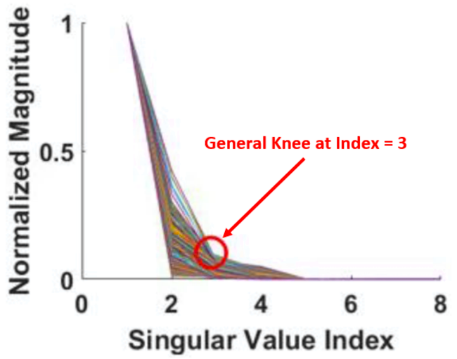 Normalized Magnitude
1
0.5
0
General Knee at Index = 3
0 2 4 6 8
Singular Value Index